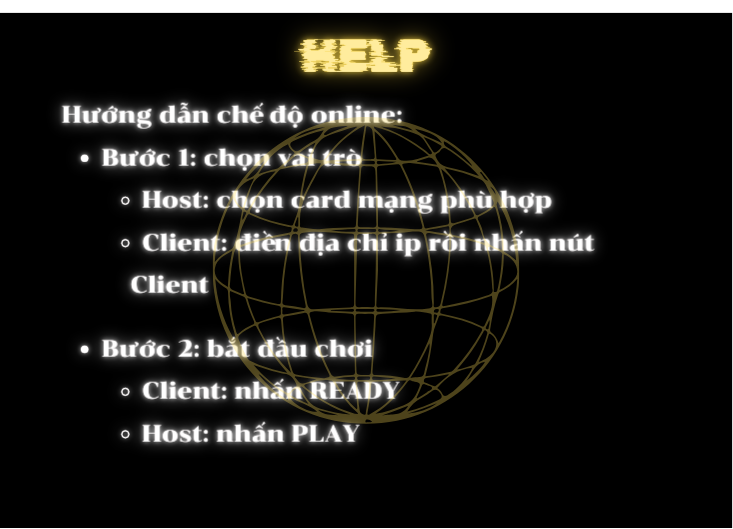 HELP
Hướng dẫn chế độ online:
• Bước 1: chọn vai trò
◦ Host: chọn card mạng phù hợp
◦ Client: điền địa chỉ ip rồi nhấn nút
Client
• Bước 2: bắt đầu chơi
◦ Client: nhấn READY
◦ Host: nhấn PLAY